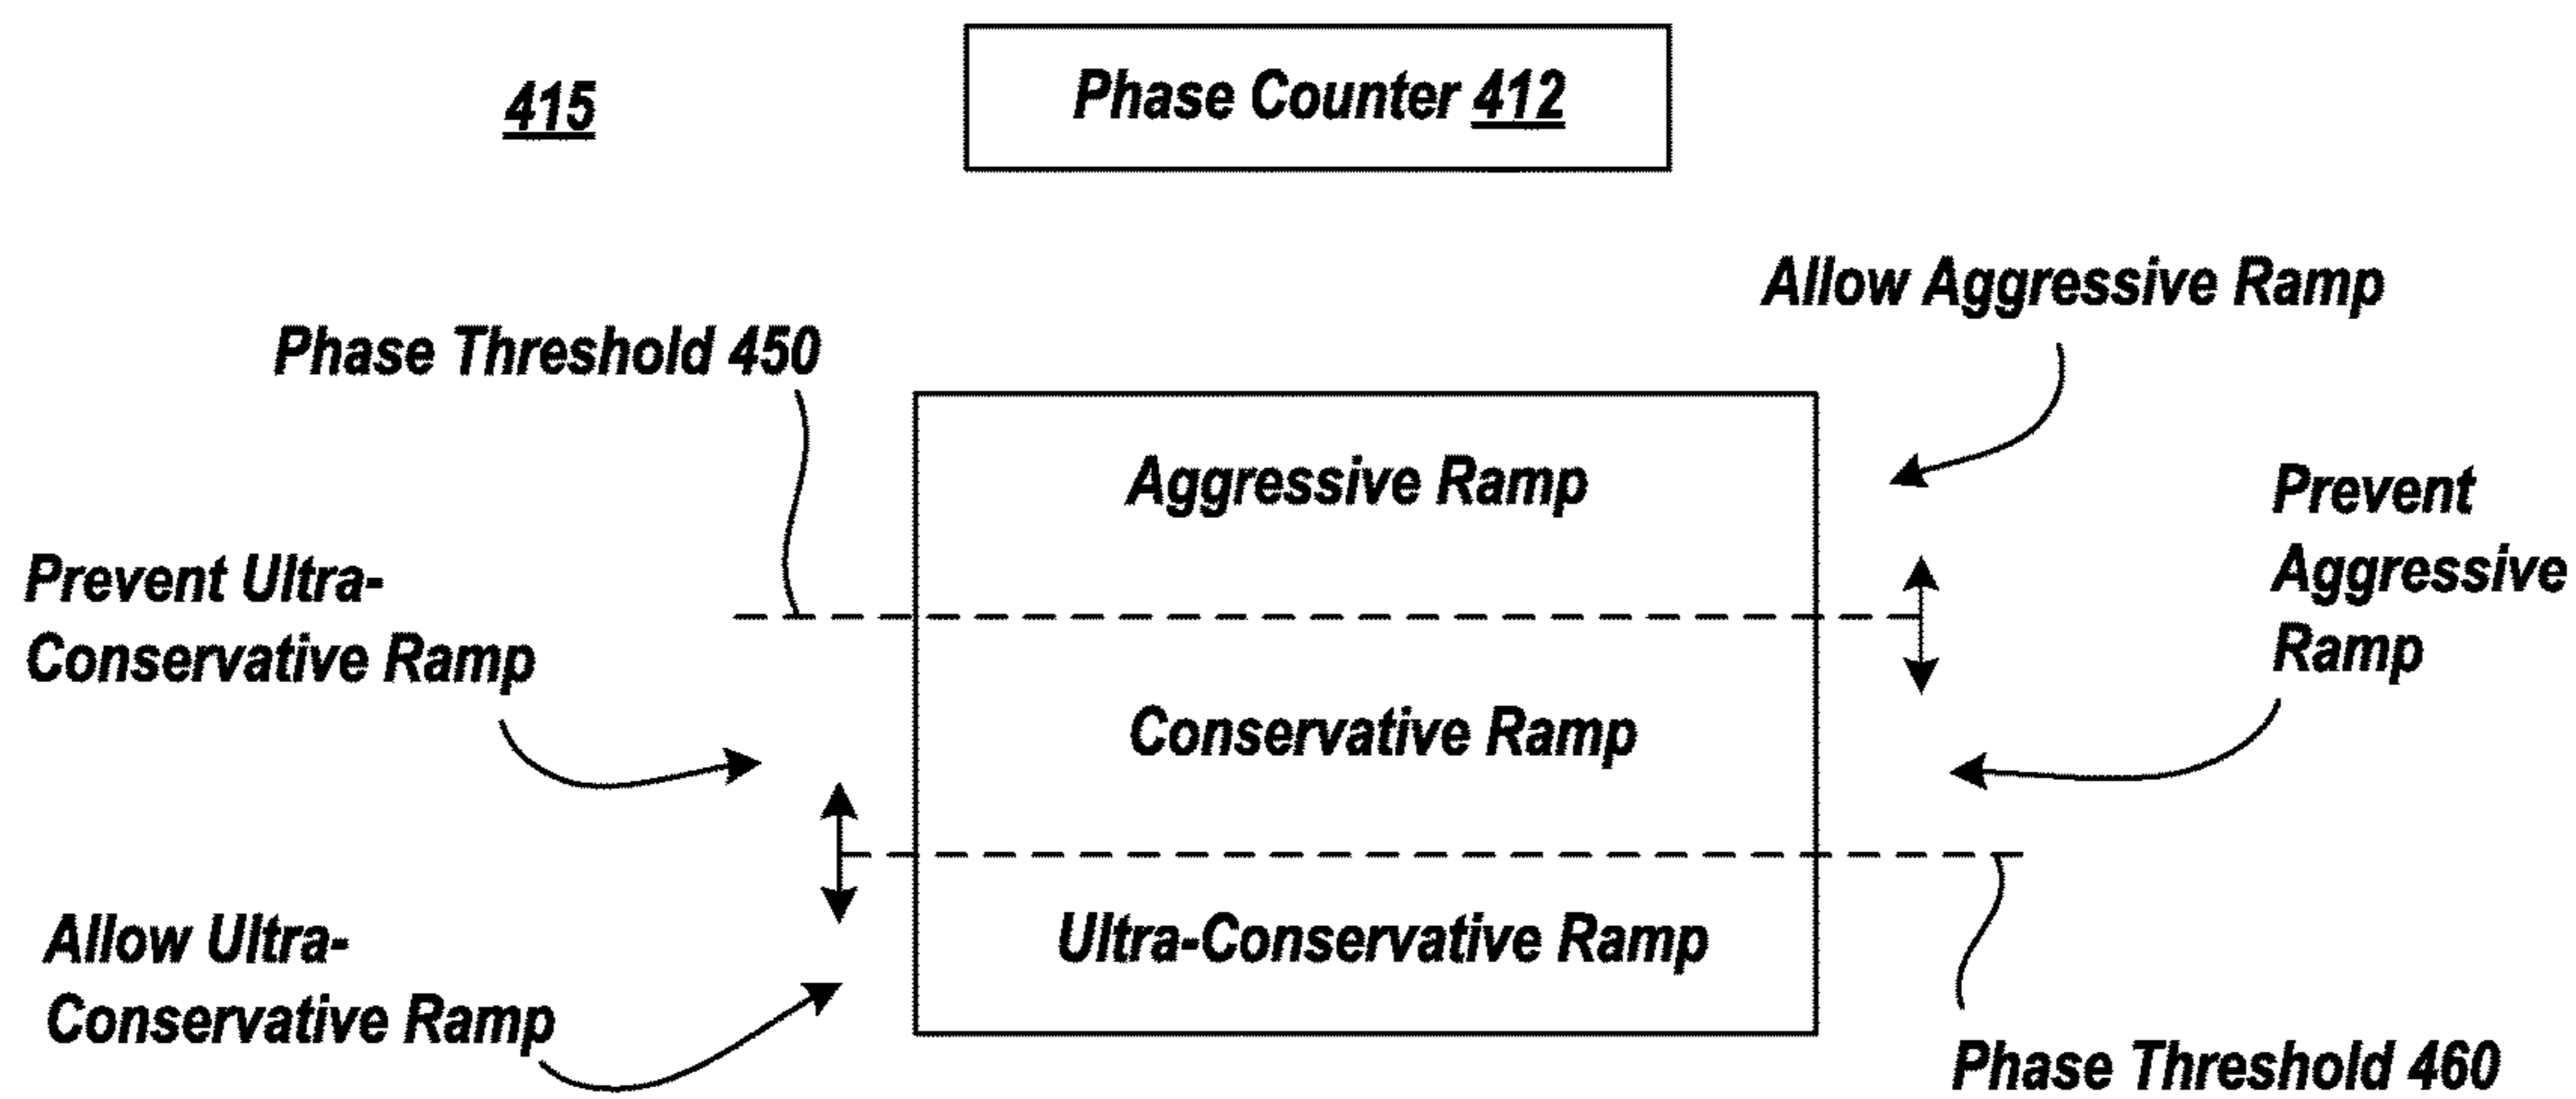 415
Phase Counter 412
Allow Aggressive Ramp
Phase Threshold 450
Aggressive Ramp
Prevent
Aggressive
Ramp
Prevent Ultra-
Conservative Ramp
Conservative Ramp
Allow Ultra-
Conservative Ramp
Ultra-Conservative Ramp
Phase Threshold 460